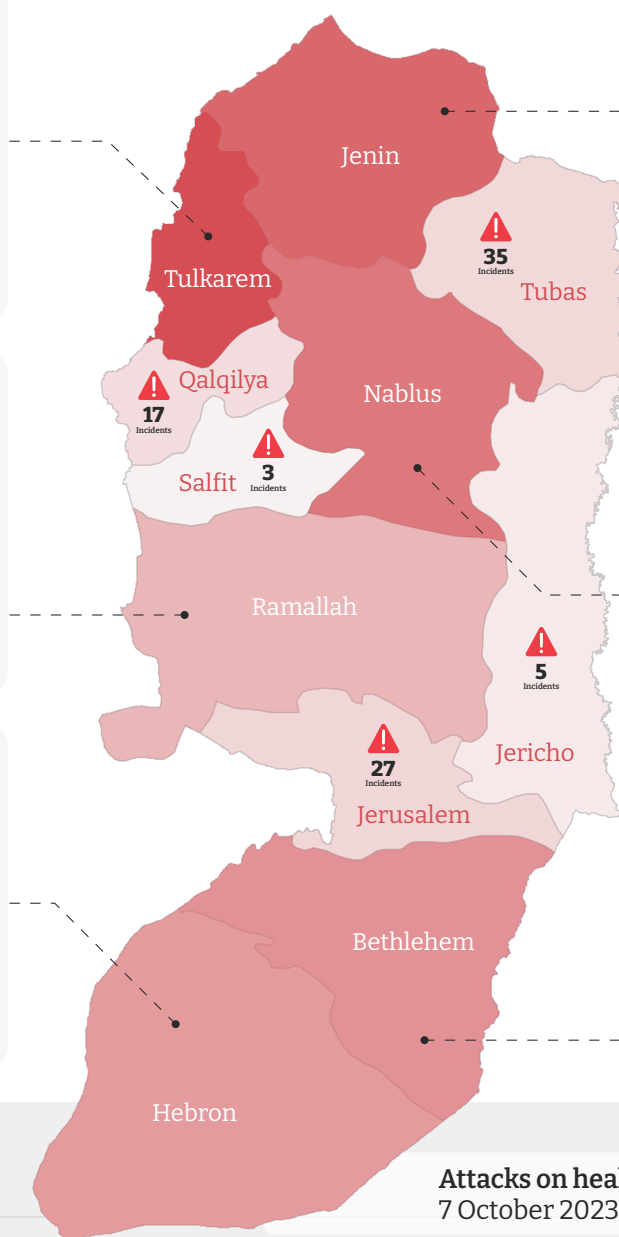 Jenin
35
Incidents
Tubas
Tulkarem
Qalqilya
17
Incidents
Nablus
Salfit
3
Incidents
Ramallah
5
Incidents
Jericho
27
Incidents
Jerusalem
Bethlehem
Hebron
Attacks on heal
7 October 2023